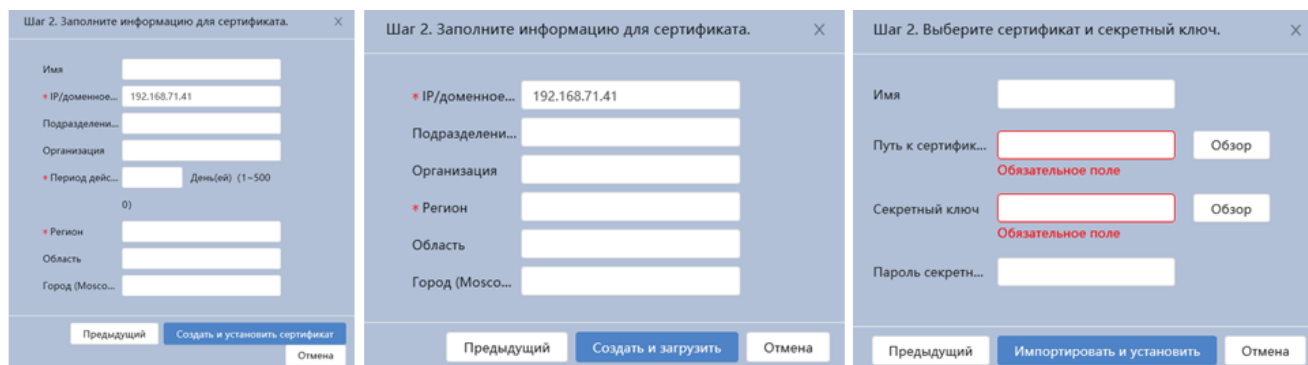 Шаг 2. Заполните информацию для сертификата.
Имя
* IP/доменное... 192.168.71.41
Подразделени...
Организация
* Период дейс... День(ей) (1~500
0)
* Регион
Область
Город (Mosco...
Предыдущий Создать и установить сертификат
Отмена
Шаг 2. Заполните информацию для сертификата.
* IP/доменное... 192.168.71.41
Подразделени...
Организация
* Регион
Область
Город (Mosco...
Предыдущий Создать и загрузить Отмена
Шаг 2. Выберите сертификат и секретный ключ.
Имя
Путь к сертифик... Обзор
Обязательное поле
Секретный ключ Обзор
Обязательное поле
Пароль секретн...
Предыдущий Импортировать и установить Отмена